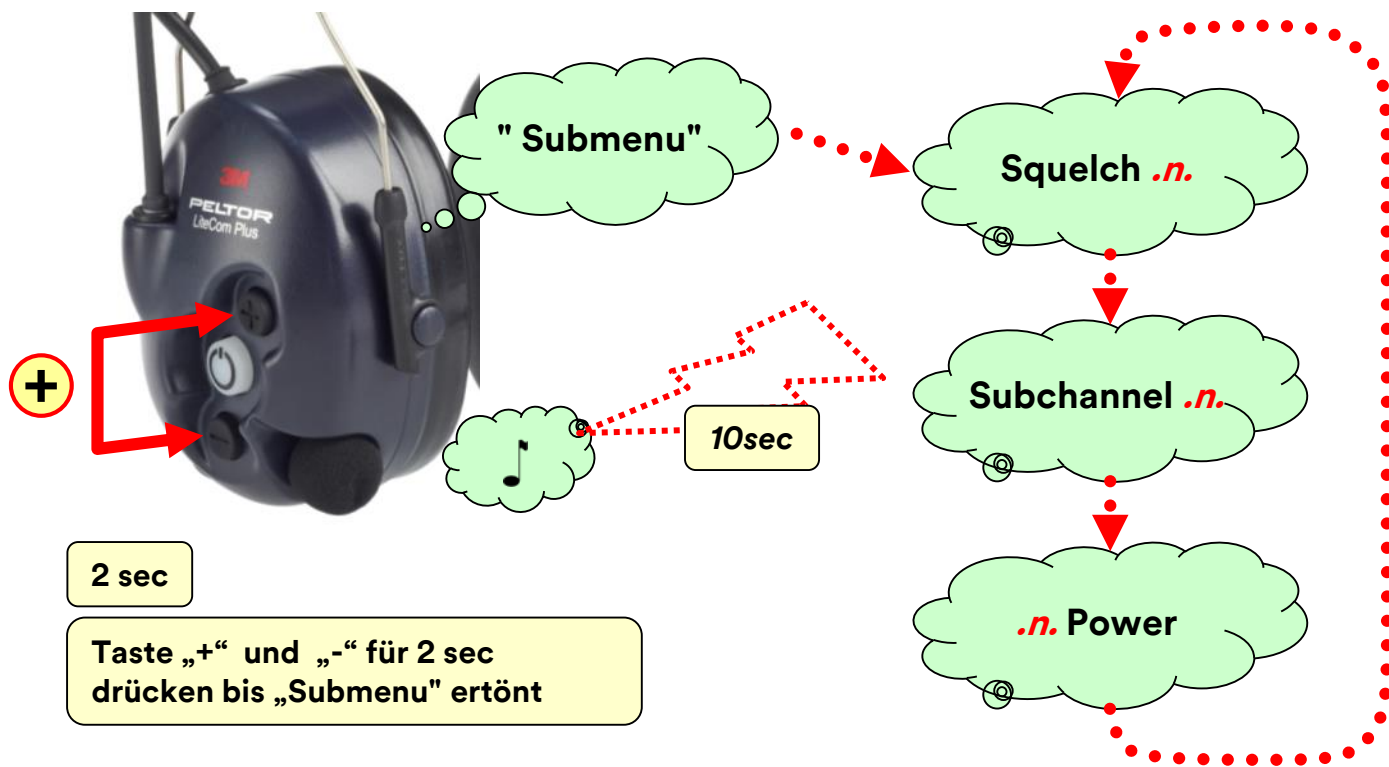 " Submenu"
Squelch .n.
3M
PELTOR
LiteCom Plus
+
Subchannel .n.
10sec
.n. Power
2 sec
Taste „+“ und „-“ für 2 sec
drücken bis „Submenu" ertönt